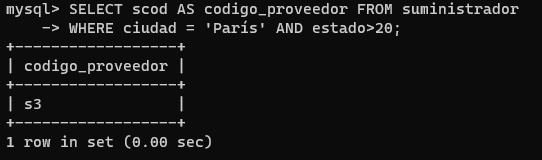 mysql> SELECT scod AS codigo_proveedor FROM suministrador
    -> WHERE ciudad = 'París' AND estado>20;
+------------------+
| codigo_proveedor |
+------------------+
| s3               |
+------------------+
1 row in set (0.00 sec)